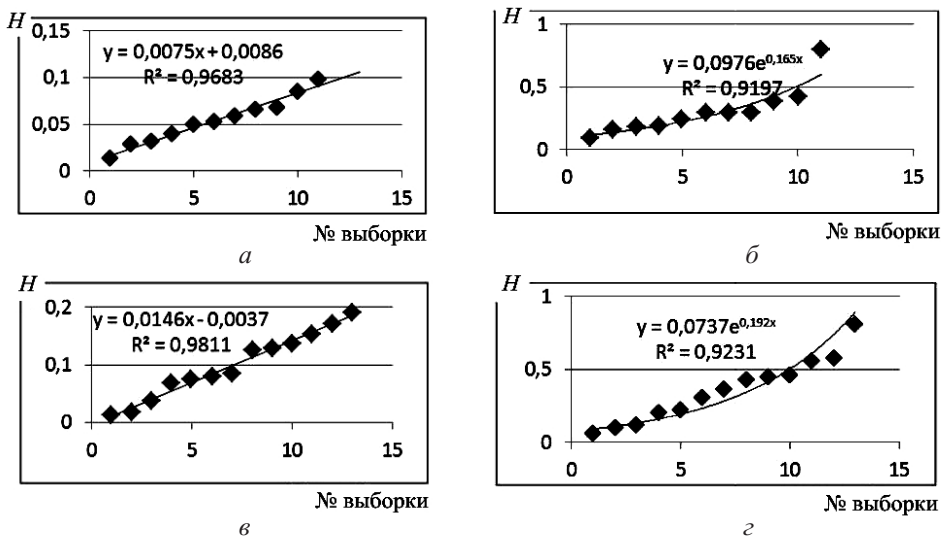 H
0,15
y = 0,0075x + 0,0086
R² = 0,9683
0,1
0,05
0
0 5 10 15
№ выборки
а
H
1
y = 0,0976e^0,165x
R² = 0,9197
0,5
0
0 5 10 15
№ выборки
б
H
0,2
y = 0,0146x - 0,0037
R² = 0,9811
0,1
0
0 5 10 15
№ выборки
в
H
1
y = 0,0737e^0,192x
R² = 0,9231
0,5
0
0 5 10 15
№ выборки
г